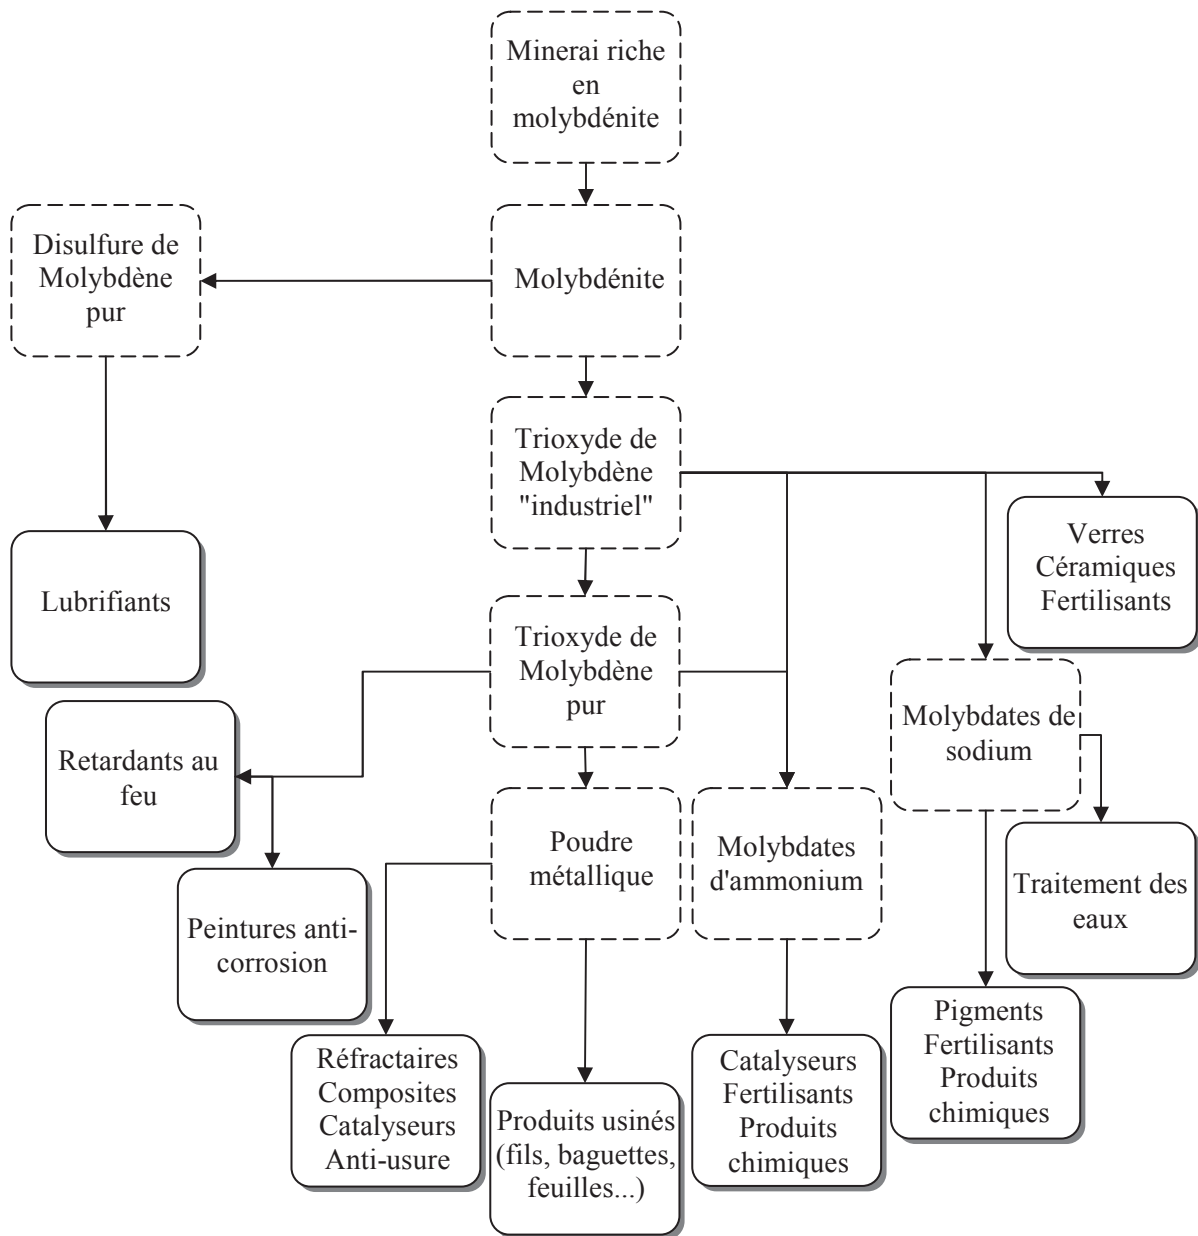 Minerai riche
en
molybdénite
Disulfure de
Molybdène
pur
Molybdénite
Trioxyde de
Molybdène
"industriel"
Verres
Céramiques
Fertilisants
Lubrifiants
Trioxyde de
Molybdène
pur
Molybdates de
sodium
Retardants au
feu
Poudre
métallique
Molybdates
d'ammonium
Traitement des
eaux
Peintures anti-
corrosion
Pigments
Fertilisants
Produits
chimiques
Réfractaires
Composites
Catalyseurs
Anti-usure
Produits usinés
(fils, baguettes,
feuilles...)
Catalyseurs
Fertilisants
Produits
chimiques